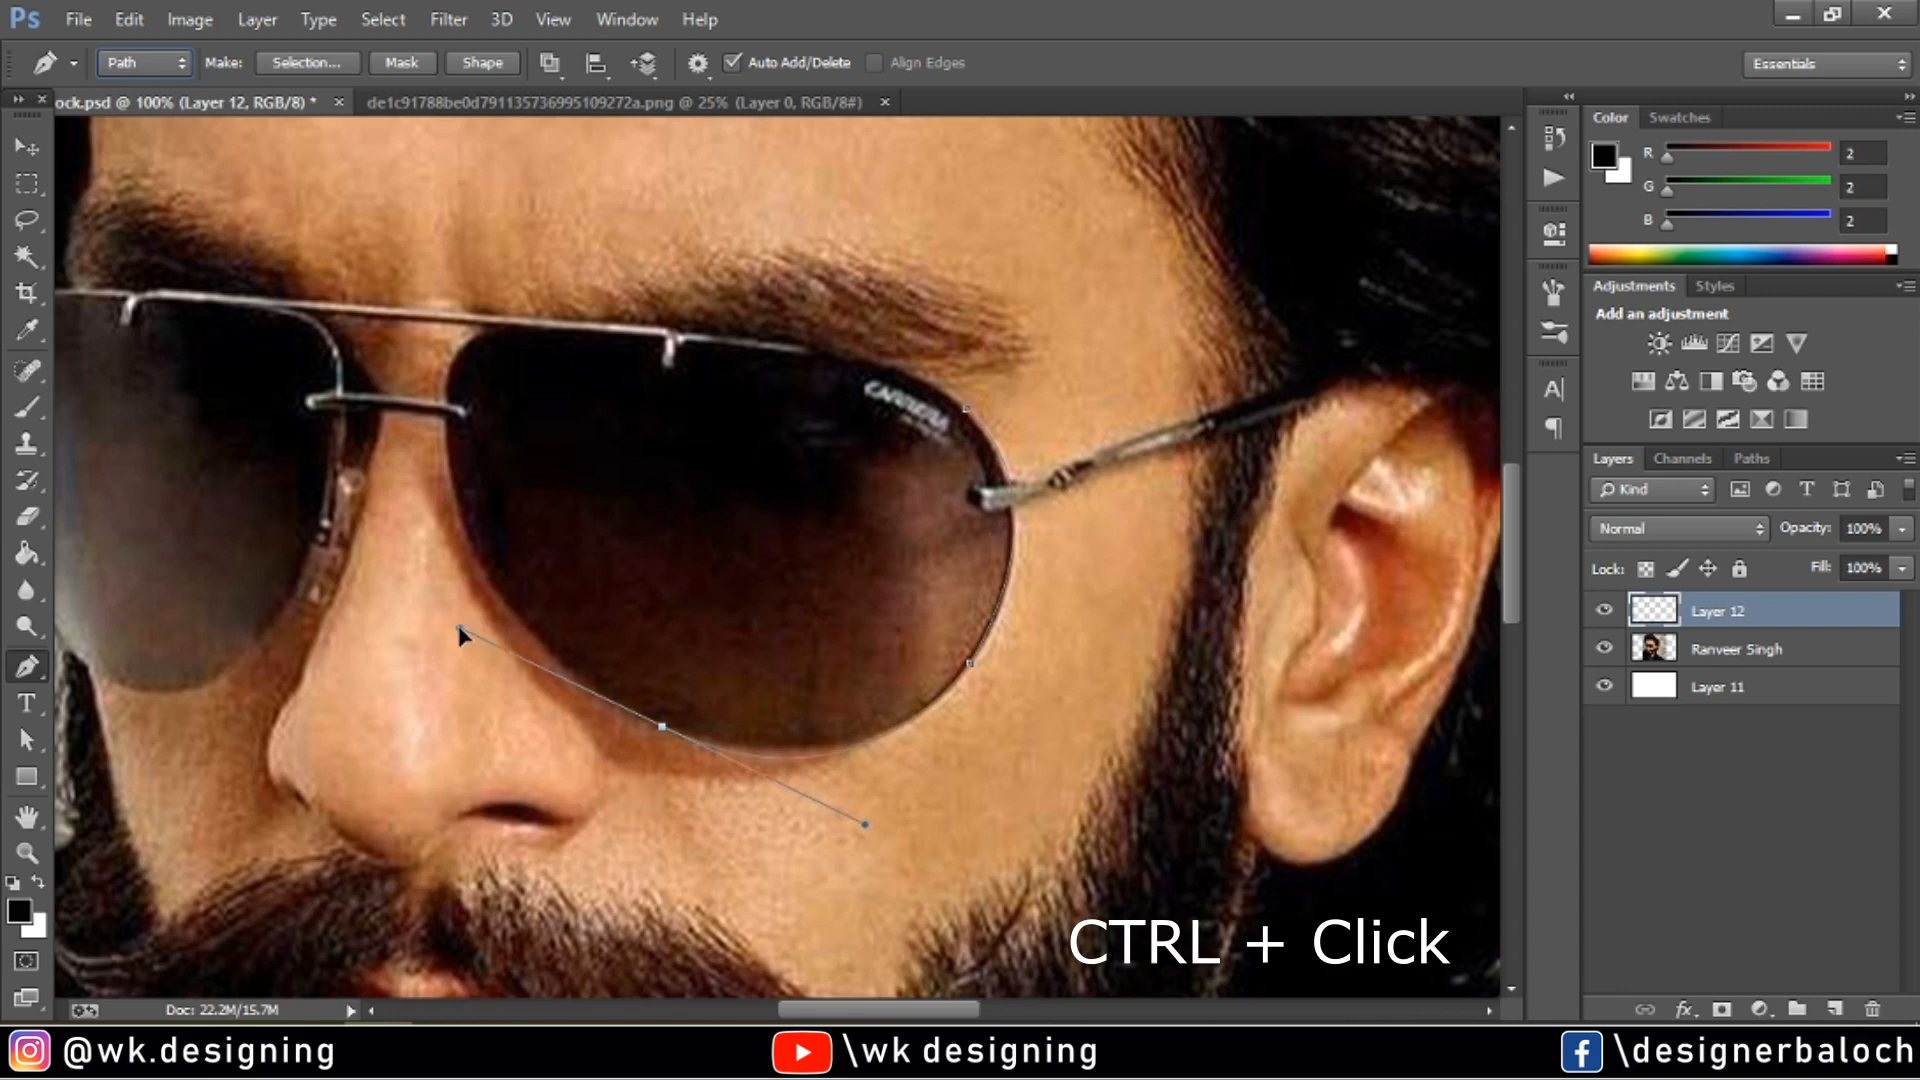 Ps File Edit Image Layer Type Select Filter 3D View Window Help
Path Make: Selection... Mask Shape Auto Add/Delete Align Edges Essentials
ock.psd @ 100% (Layer 12, RGB/8) * × de1c91788be0d791135736995109272a.png @ 25% (Layer 0, RGB/8#) ×
Color Swatches
R 2
G 2
B 2
Adjustments Styles
Add an adjustment
CARRERA
Layers Channels Paths
Kind
Normal Opacity: 100%
Lock: Fill: 100%
Layer 12
Ranveer Singh
Layer 11
CTRL + Click
Doc: 22.2M/15.7M
@wk.designing \wk designing \designerbaloch